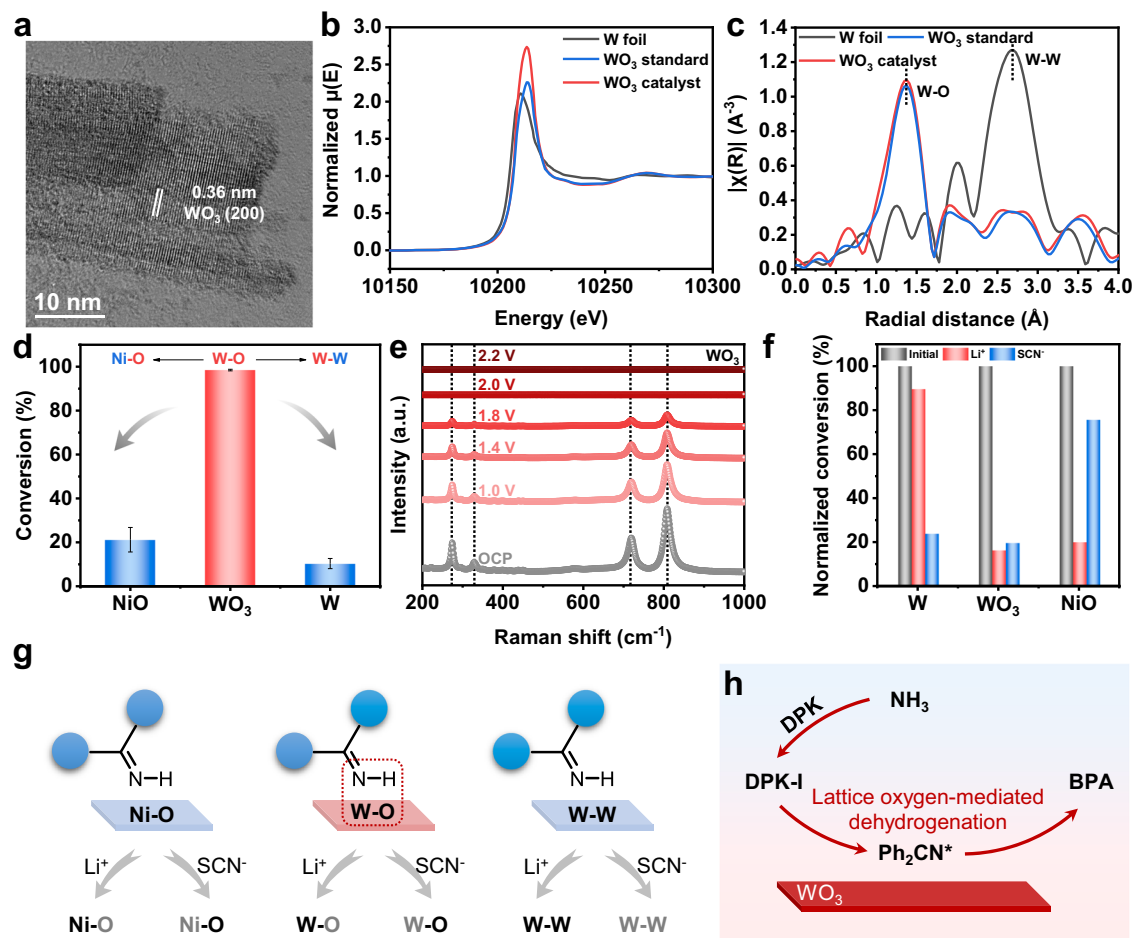 a
0.36 nm
WO₃ (200)
10 nm
b
W foil
WO₃ standard
WO₃ catalyst
Normalized μ(E)
3.0
2.5
2.0
1.5
1.0
0.5
0.0
10150
10200
10250
10300
Energy (eV)
c
W foil
WO₃ standard
WO₃ catalyst
W-W
W-O
|χ(R)| (A⁻³)
1.4
1.2
1.0
0.8
0.6
0.4
0.2
0.0
0.0 0.5 1.0 1.5 2.0 2.5 3.0 3.5 4.0
Radial distance (Å)
d
Ni-O
W-O
W-W
Conversion (%)
100
80
60
40
20
0
NiO
WO₃
W
e
2.2 V
WO₃
2.0 V
1.8 V
1.4 V
1.0 V
OCP
Intensity (a.u.)
200
400
600
800
1000
Raman shift (cm⁻¹)
f
Initial
Li⁺
SCN⁻
Normalized conversion (%)
100
80
60
40
20
0
W
WO₃
NiO
g
N-H
N-H
N-H
Ni-O
W-O
W-W
Li⁺
SCN⁻
Li⁺
SCN⁻
Li⁺
SCN⁻
Ni-O
Ni-O
W-O
W-O
W-W
W-W
h
DPK
NH₃
DPK-I
BPA
Lattice oxygen-mediated
dehydrogenation
Ph₂CN*
WO₃